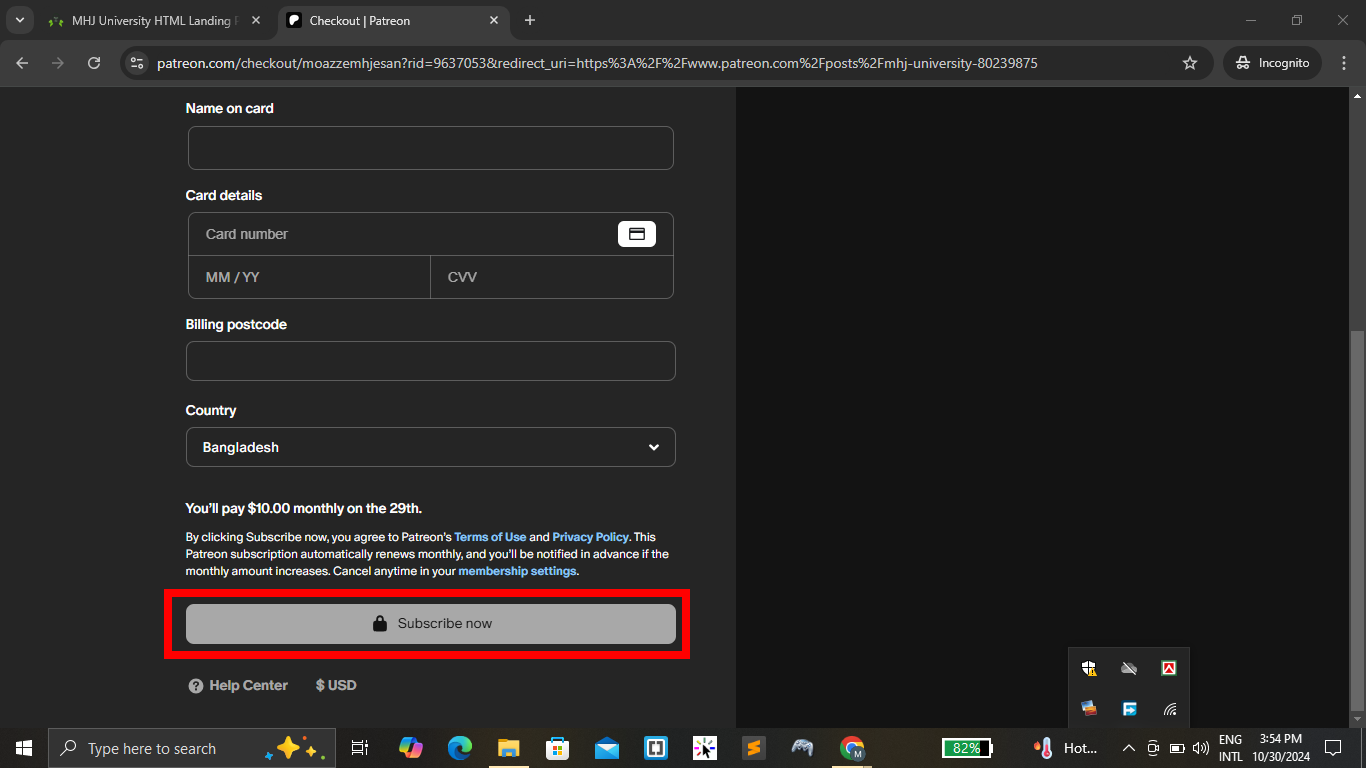 MHJ University HTML Landing
Checkout | Patreon
patreon.com/checkout/moazzemhjesan?rid=9637053&redirect_uri=https%3A%2F%2Fwww.patreon.com%2Fposts%2Fmhj-university-80239875
Incognito
Name on card
Card details
Card number
MM / YY
CVV
Billing postcode
Country
Bangladesh
You'll pay $10.00 monthly on the 29th.
By clicking Subscribe now, you agree to Patreon's Terms of Use and Privacy Policy. This
Patreon subscription automatically renews monthly, and you'll be notified in advance if the
monthly amount increases. Cancel anytime in your membership settings.
Subscribe now
Help Center
$ USD
Type here to search
82%
Hot...
ENG
INTL
3:54 PM
10/30/2024
M